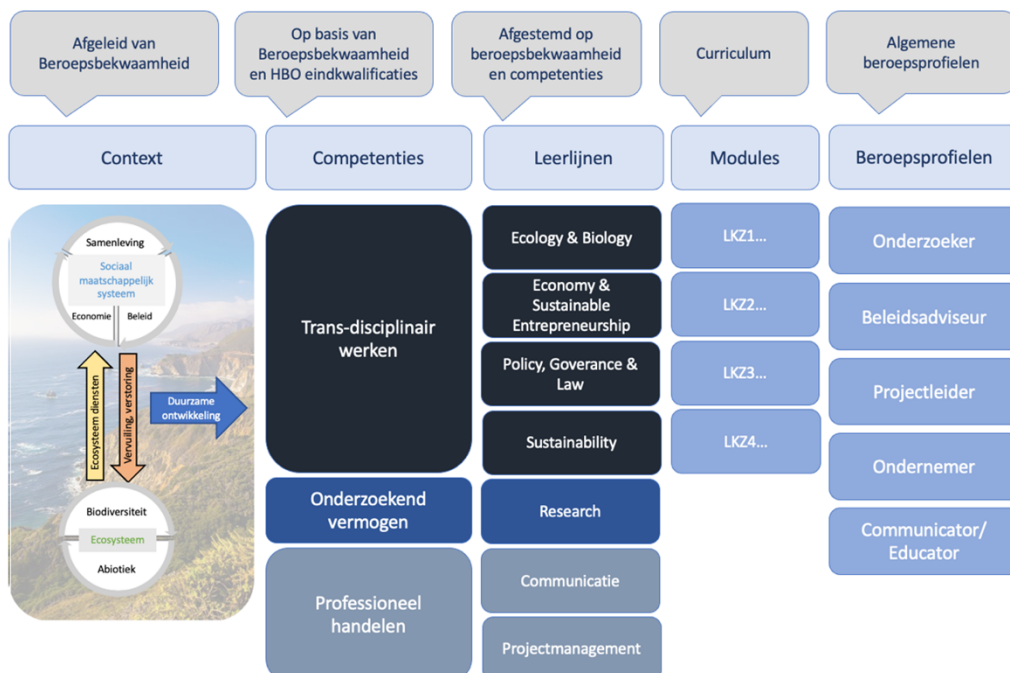 Afgeleid van
Beroepsbekwaamheid
Op basis van
Beroepsbekwaamheid
en HBO eindkwalificaties
Afgestemd op
beroepsbekwaamheid
en competenties
Curriculum
Algemene
beroepsprofielen
Context
Competenties
Leerlijnen
Modules
Beroepsprofielen
Samenleving
Sociaal
maatschappelijk
systeem
Economie
Beleid
Ecosysteem diensten
Vervuiling, verstoring
Duurzame
ontwikkeling
Biodiversiteit
Ecosysteem
Abiotiek
Trans-disciplinair
werken
Onderzoekend
vermogen
Professioneel
handelen
Ecology & Biology
Economy &
Sustainable
Entrepreneurship
Policy, Goverance &
Law
Sustainability
Research
Communicatie
Projectmanagement
LKZ1...
LKZ2...
LKZ3...
LKZ4...
Onderzoeker
Beleidsadviseur
Projectleider
Ondernemer
Communicator/
Educator